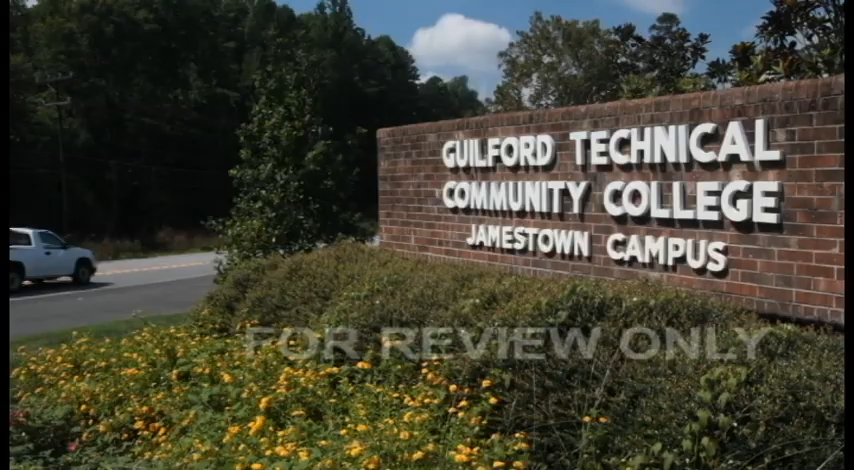 GUILFORD TECHNICAL
COMMUNITY COLLEGE
JAMESTOWN CAMPUS
FOR REVIEW ONLY